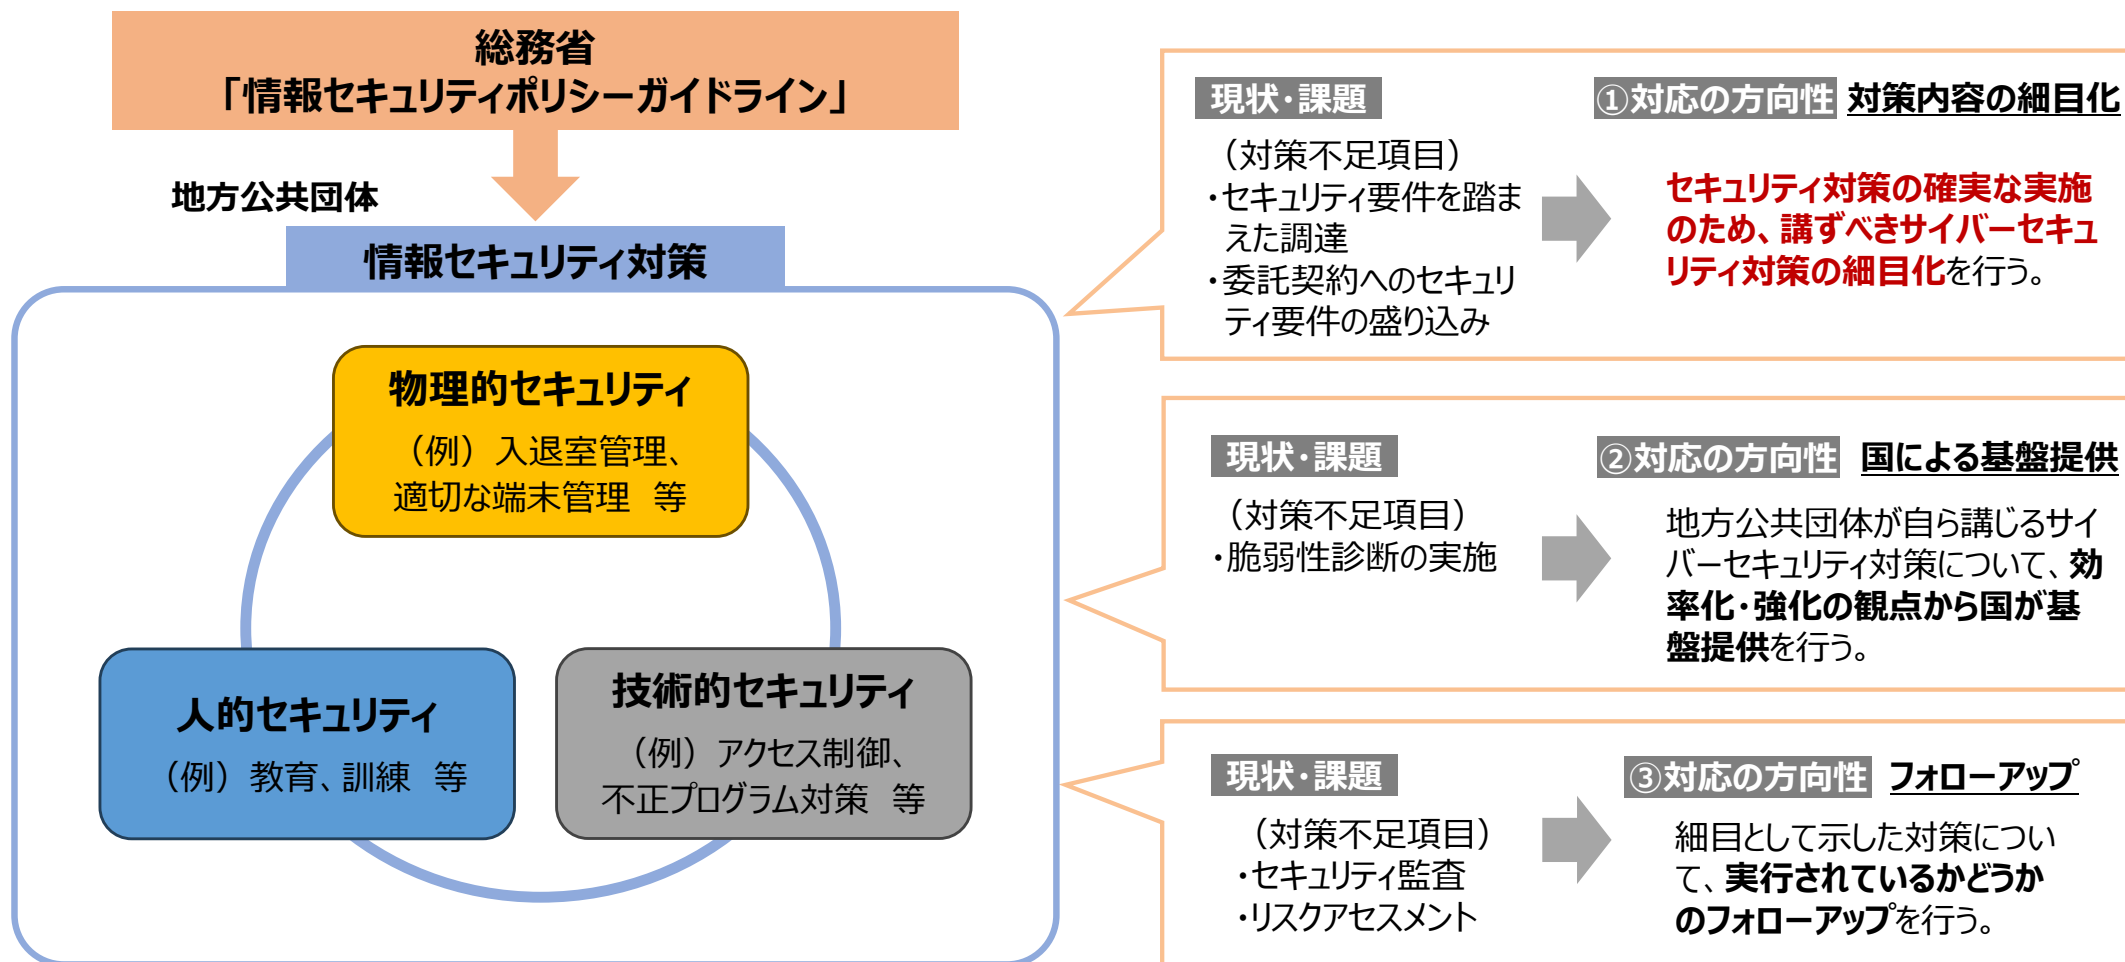 総務省
「情報セキュリティポリシーガイドライン」
地方公共団体
情報セキュリティ対策
物理的セキュリティ
（例）入退室管理、
適切な端末管理　等
人的セキュリティ
（例）教育、訓練　等
技術的セキュリティ
（例）アクセス制御、
不正プログラム対策　等
現状・課題
（対策不足項目）
・セキュリティ要件を踏ま
えた調達
・委託契約へのセキュリ
ティ要件の盛り込み
①対応の方向性 対策内容の細目化
セキュリティ対策の確実な実施
のため、講ずべきサイバーセキュ
リティ対策の細目化を行う。
現状・課題
（対策不足項目）
・脆弱性診断の実施
②対応の方向性 国による基盤提供
地方公共団体が自ら講じるサイ
バーセキュリティ対策について、効
率化・強化の観点から国が基
盤提供を行う。
現状・課題
（対策不足項目）
・セキュリティ監査
・リスクアセスメント
③対応の方向性 フォローアップ
細目として示した対策につい
て、実行されているかどうか
のフォローアップを行う。